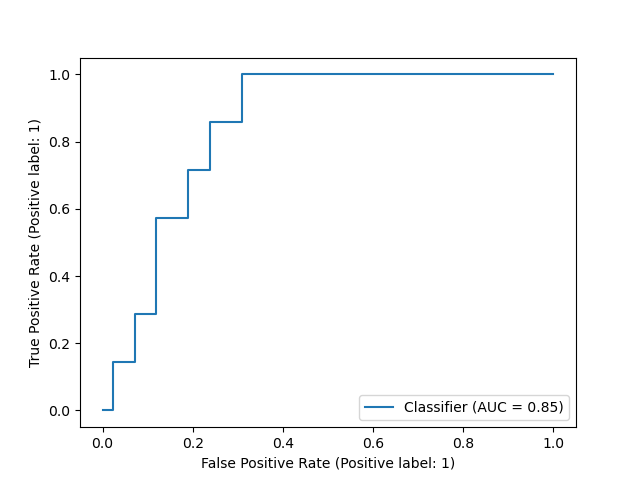 1.0
0.8
0.6
0.4
0.2
0.0
True Positive Rate (Positive label: 1)
0.0 0.2 0.4 0.6 0.8 1.0
False Positive Rate (Positive label: 1)
Classifier (AUC = 0.85)